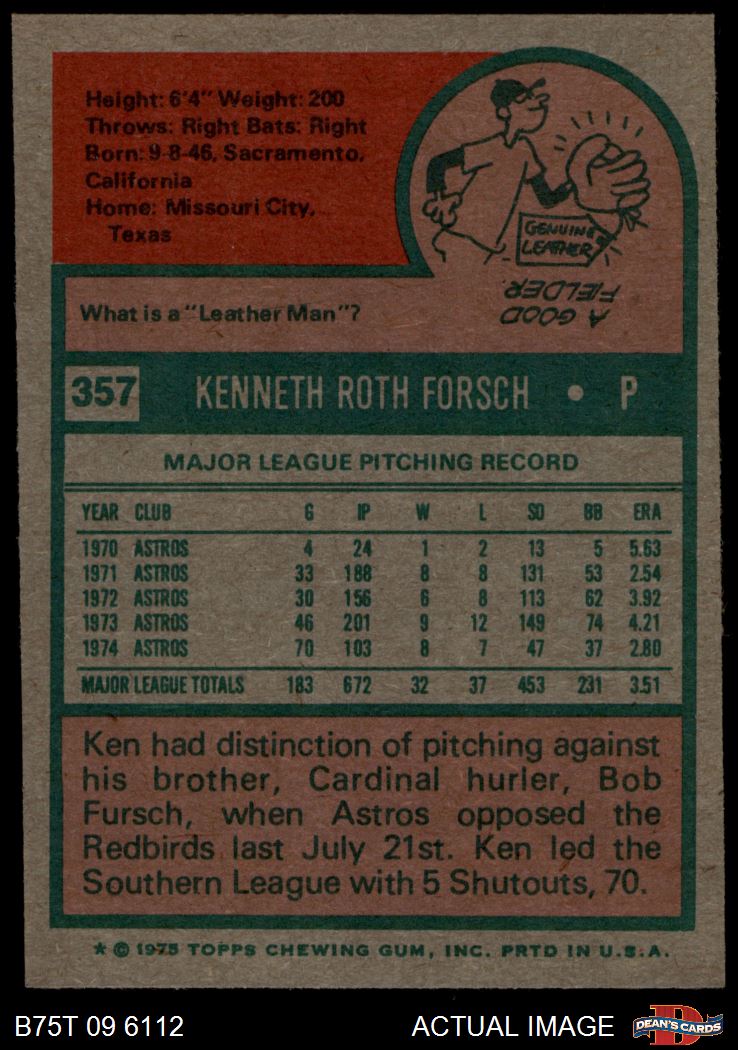 Height: 6'4" Weight: 200
Throws: Right Bats: Right
Born: 9-8-46, Sacramento,
California
Home: Missouri City,
Texas
GENUINE
LEATHER
What is a "Leather Man"?
A GOOD
FIELDER.
357 KENNETH ROTH FORSCH • P
MAJOR LEAGUE PITCHING RECORD
YEAR CLUB G IP W L SO BB ERA
1970 ASTROS 4 24 1 2 13 5 5.63
1971 ASTROS 33 188 8 8 131 53 2.54
1972 ASTROS 30 156 6 8 113 62 3.92
1973 ASTROS 46 201 9 12 149 74 4.21
1974 ASTROS 70 103 8 7 47 37 2.80
MAJOR LEAGUE TOTALS 183 672 32 37 453 231 3.51
Ken had distinction of pitching against
his brother, Cardinal hurler, Bob
Fursch, when Astros opposed the
Redbirds last July 21st. Ken led the
Southern League with 5 Shutouts, 70.
* © 1975 TOPPS CHEWING GUM, INC. PRTD IN U.S.A.
B75T 09 6112 ACTUAL IMAGE D DEAN'S CARDS